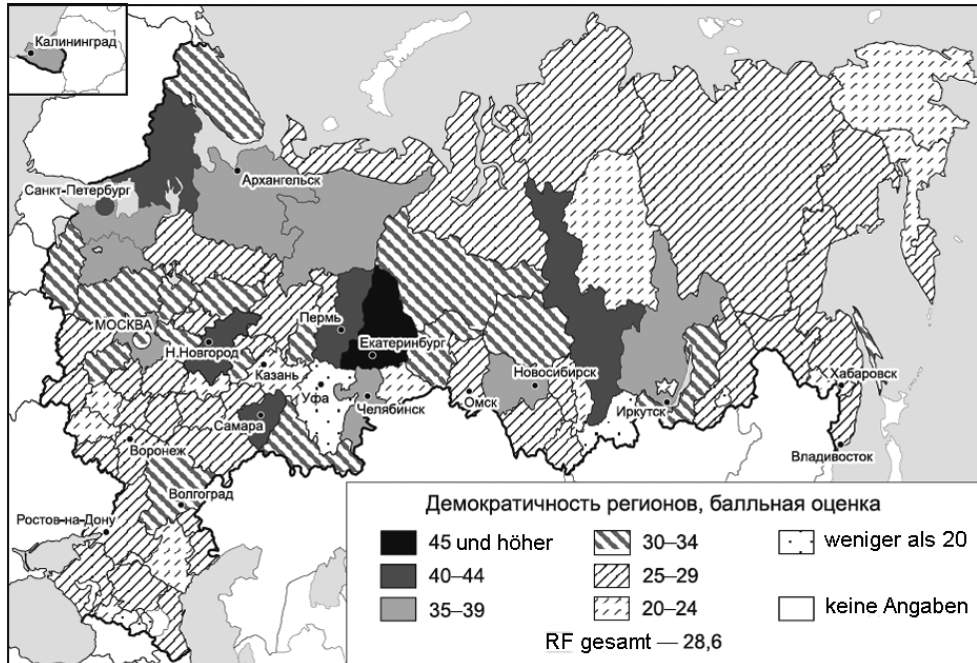 Калининград
Архангельск
Санкт-Петербург
Пермь
МОСКВА
Екатеринбург
Н.Новгород
Казань
Новосибирск
Хабаровск
Уфа
Челябинск
Омск
Иркутск
Самара
Воронеж
Владивосток
Волгоград
Ростов-на-Дону
Демократичность регионов, балльная оценка
45 und höher
30–34
weniger als 20
40–44
25–29
35–39
20–24
keine Angaben
RF gesamt — 28,6